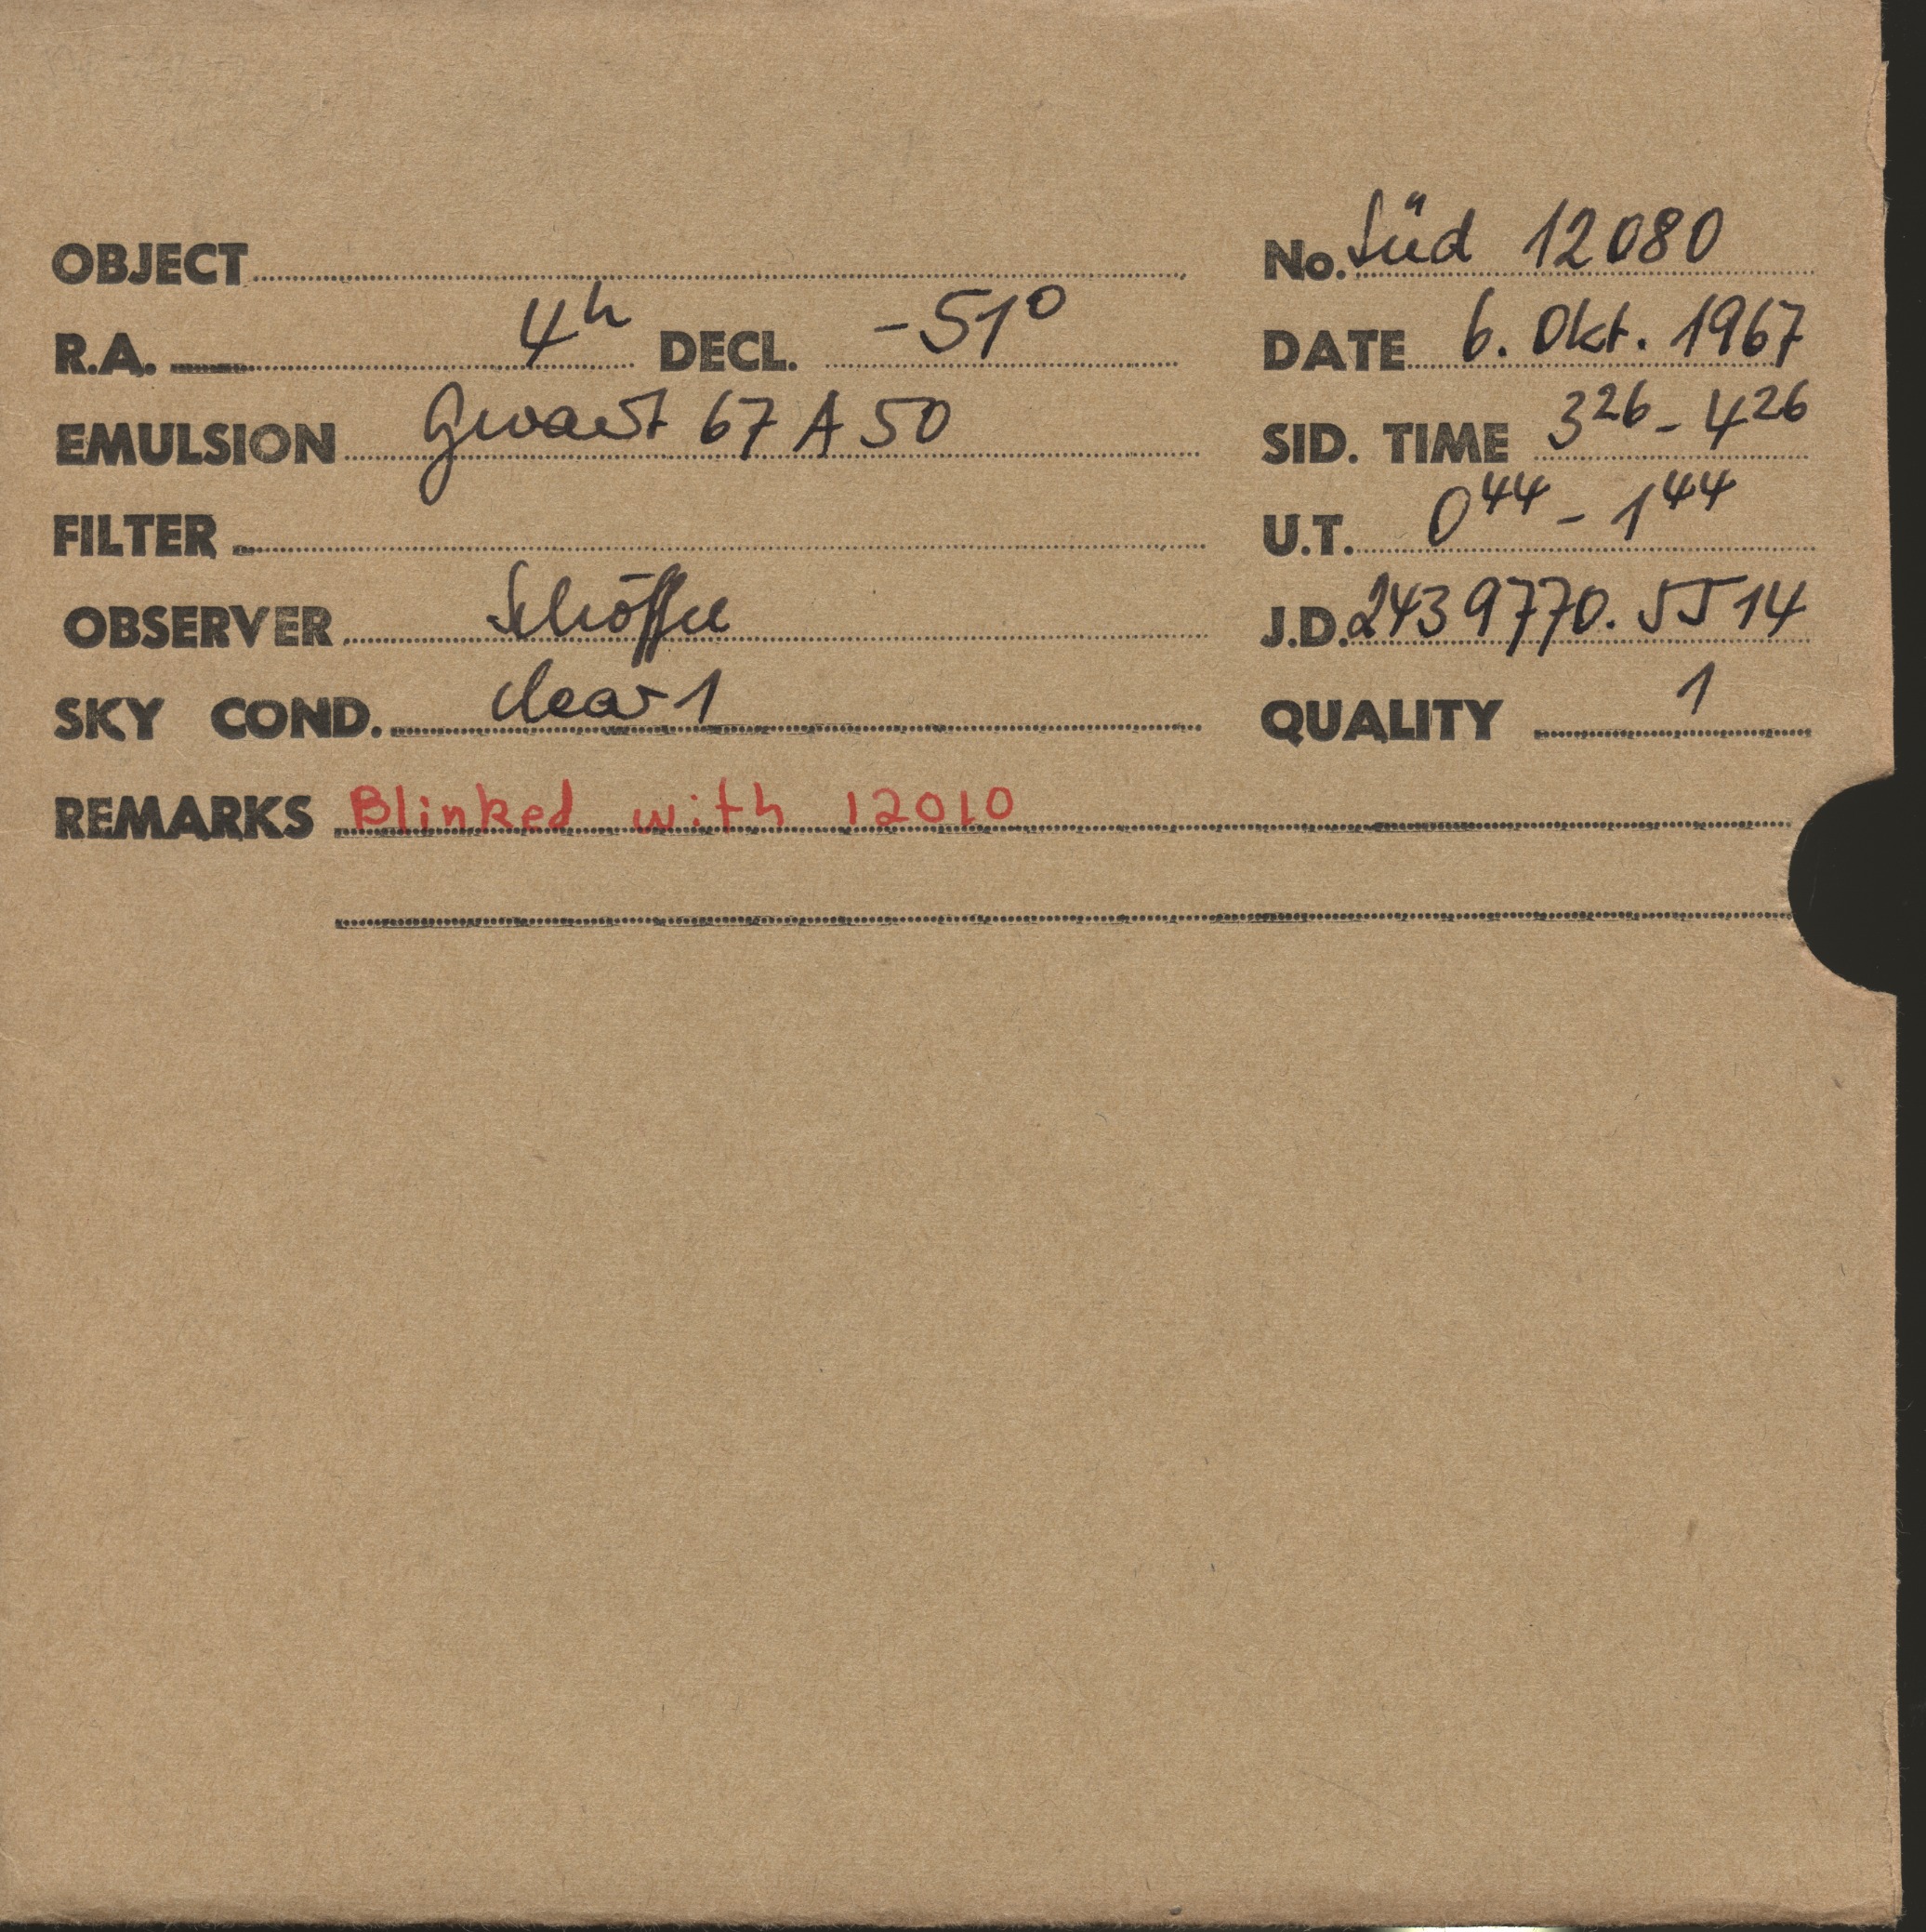 OBJECT No. Süd 12080
R.A. 4h DECL. -51° DATE 6. Okt. 1967
EMULSION Gevaert 67 A 50 SID. TIME 3²⁶ - 4²⁶
FILTER U.T. 0⁴⁴ - 1⁴⁴
OBSERVER Schöffel J.D. 2439770.5514
SKY COND. clear 1 QUALITY 1
REMARKS Blinked with 12010